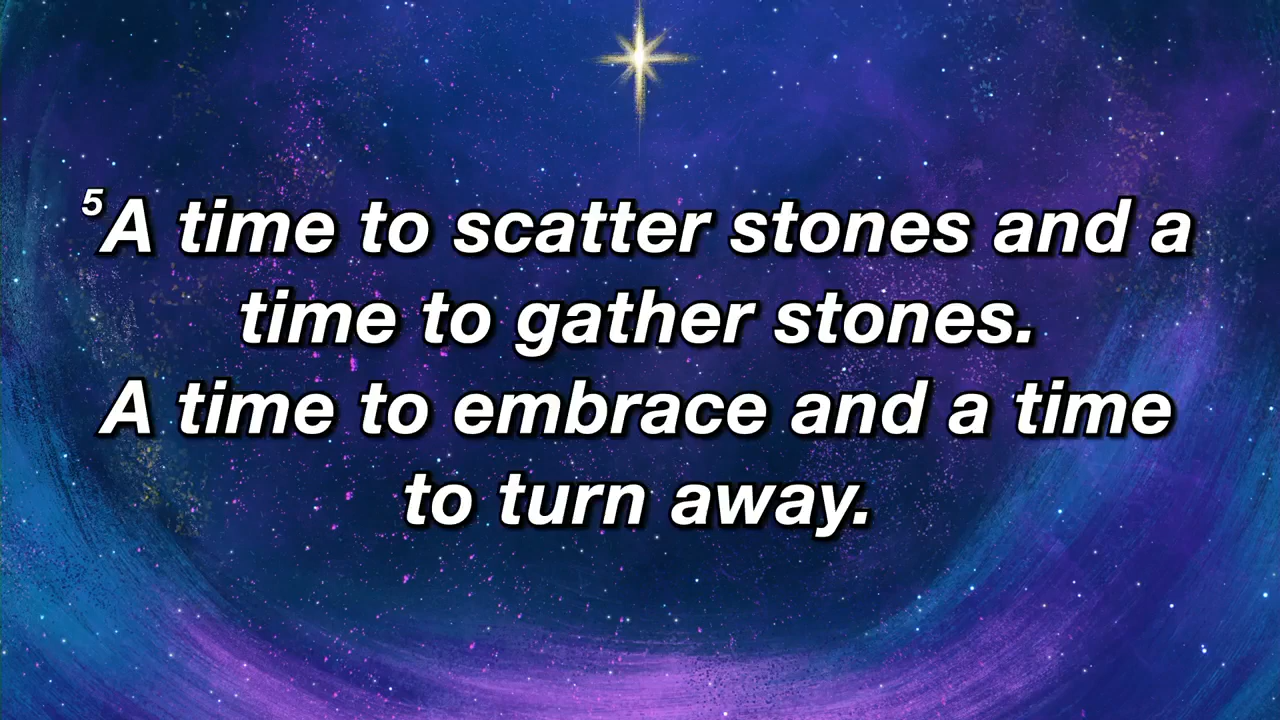 ⁵A time to scatter stones and a
time to gather stones.
A time to embrace and a time
to turn away.